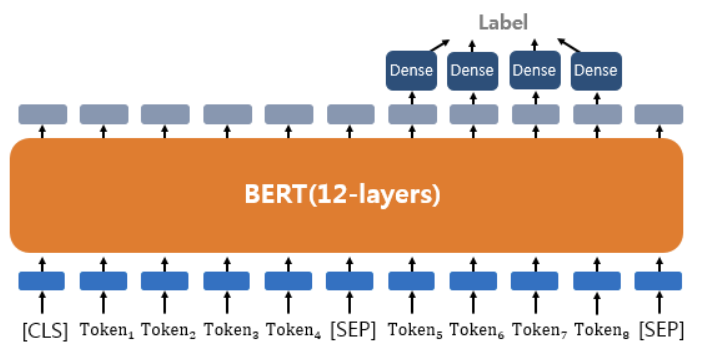 Label
Dense Dense Dense Dense
BERT(12-layers)
[CLS] Token₁ Token₂ Token₃ Token₄ [SEP] Token₅ Token₆ Token₇ Token₈ [SEP]